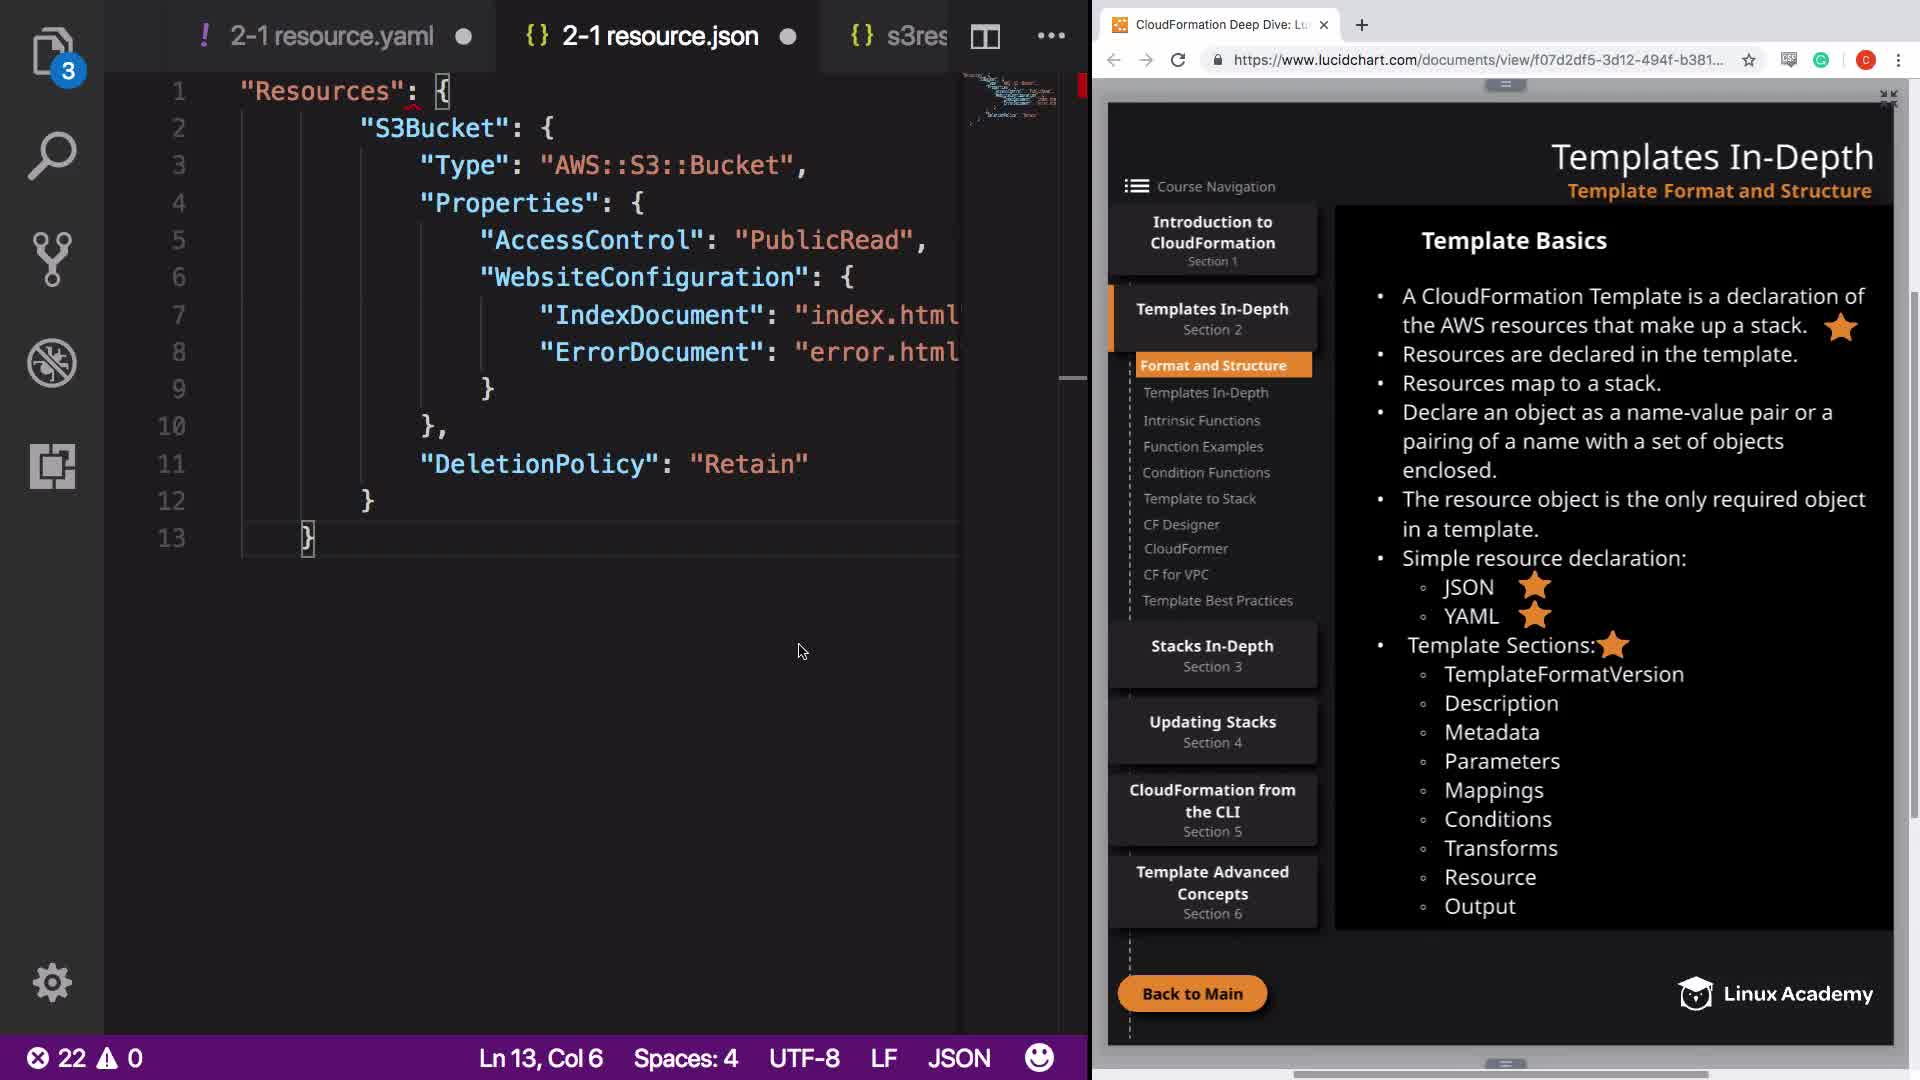 3
! 2-1 resource.yaml
{} 2-1 resource.json
{} s3res
1 "Resources": {
2 "S3Bucket": {
3 "Type": "AWS::S3::Bucket",
4 "Properties": {
5 "AccessControl": "PublicRead",
6 "WebsiteConfiguration": {
7 "IndexDocument": "index.html
8 "ErrorDocument": "error.html
9 }
10 },
11 "DeletionPolicy": "Retain"
12 }
13 }
22 0
Ln 13, Col 6
Spaces: 4
UTF-8
LF
JSON
CloudFormation Deep Dive: Lu
https://www.lucidchart.com/documents/view/f07d2df5-3d12-494f-b381...
C
Templates In-Depth
Template Format and Structure
Course Navigation
Introduction to
CloudFormation
Section 1
Templates In-Depth
Section 2
Format and Structure
Templates In-Depth
Intrinsic Functions
Function Examples
Condition Functions
Template to Stack
CF Designer
CloudFormer
CF for VPC
Template Best Practices
Stacks In-Depth
Section 3
Updating Stacks
Section 4
CloudFormation from
the CLI
Section 5
Template Advanced
Concepts
Section 6
Back to Main
Template Basics
• A CloudFormation Template is a declaration of
the AWS resources that make up a stack.
• Resources are declared in the template.
• Resources map to a stack.
• Declare an object as a name-value pair or a
pairing of a name with a set of objects
enclosed.
• The resource object is the only required object
in a template.
• Simple resource declaration:
◦ JSON
◦ YAML
• Template Sections:
◦ TemplateFormatVersion
◦ Description
◦ Metadata
◦ Parameters
◦ Mappings
◦ Conditions
◦ Transforms
◦ Resource
◦ Output
Linux Academy